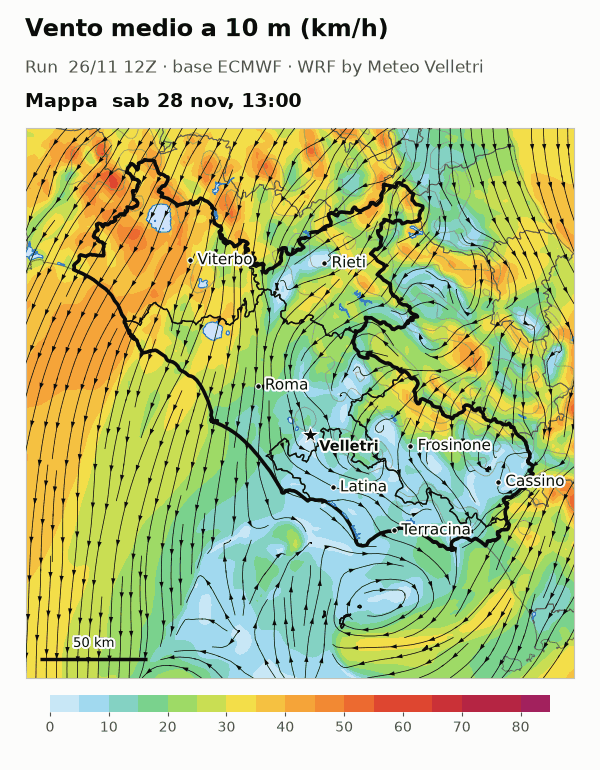 Vento medio a 10 m (km/h)
Run  26/11 12Z · base ECMWF · WRF by Meteo Velletri
Mappa  sab 28 nov, 13:00
Viterbo
Rieti
Roma
Velletri
Frosinone
Latina
Cassino
Terracina
50 km
0 10 20 30 40 50 60 70 80